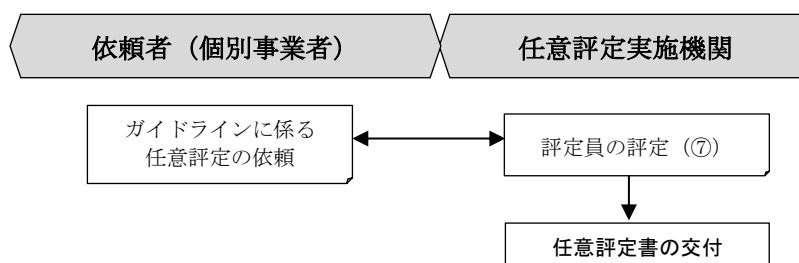 依頼者（個別事業者）
任意評定実施機関
ガイドラインに係る
任意評定の依頼
評定員の評定（⑦）
任意評定書の交付